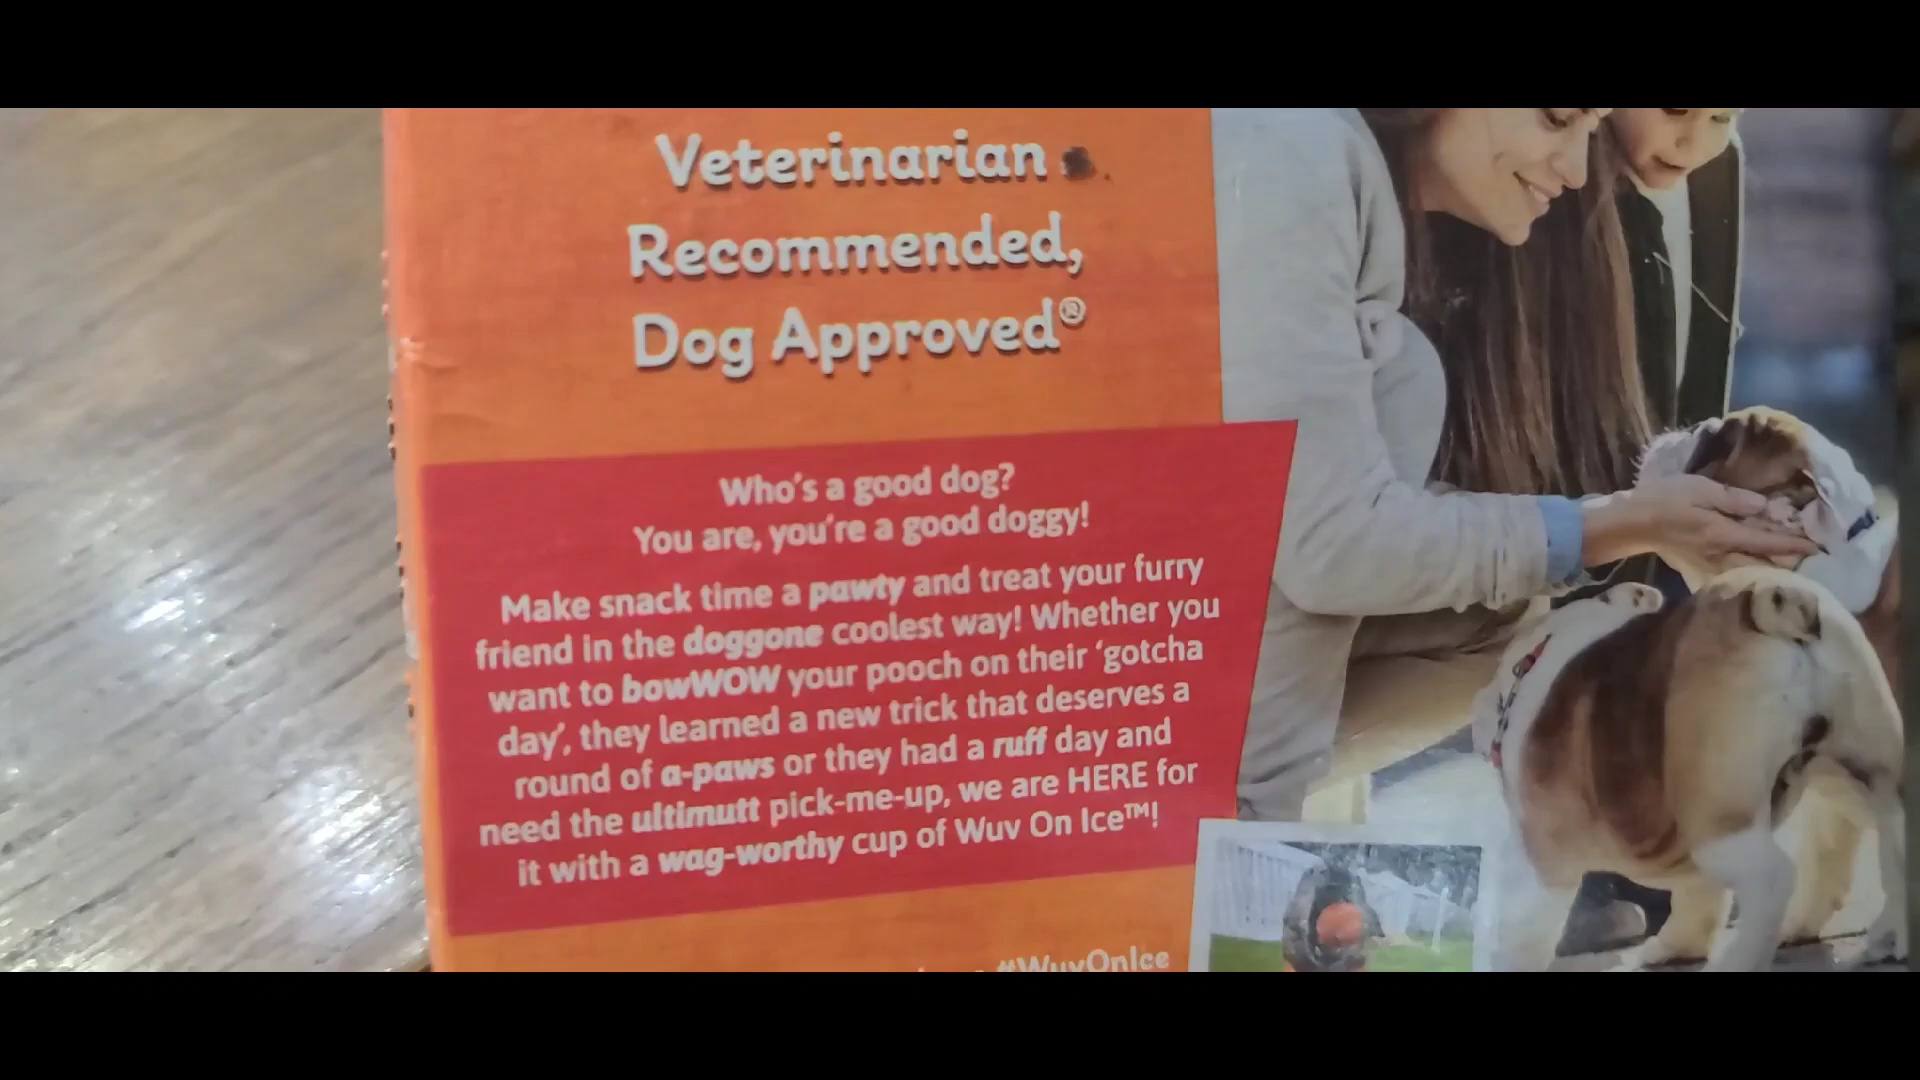 Veterinarian
Recommended,
Dog Approved®
Who's a good dog?
You are, you're a good doggy!
Make snack time a pawty and treat your furry
friend in the doggone coolest way! Whether you
want to bowWOW your pooch on their ‘gotcha
day’, they learned a new trick that deserves a
round of a-paws or they had a ruff day and
need the ultimutt pick-me-up, we are HERE for
it with a wag-worthy cup of Wuv On Ice™!
#WuvOnIce